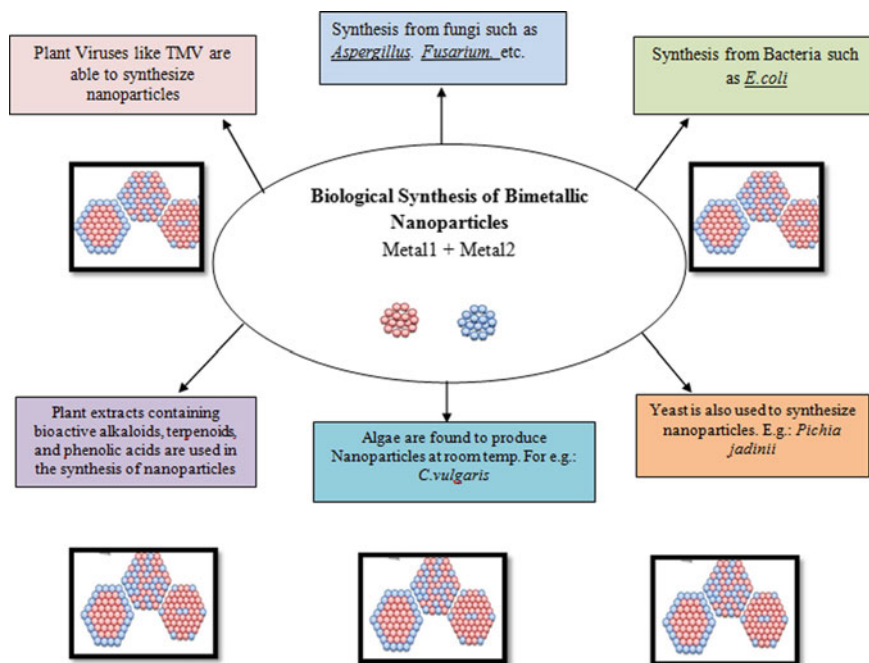 Plant Viruses like TMV are
able to synthesize
nanoparticles
Synthesis from fungi such as
Aspergillus. Fusarium. etc.
Synthesis from Bacteria such
as E.coli
Biological Synthesis of Bimetallic
Nanoparticles
Metal1 + Metal2
Plant extracts containing
bioactive alkaloids, terpenoids,
and phenolic acids are used in
the synthesis of nanoparticles
Algae are found to produce
Nanoparticles at room temp. For e.g.:
C.vulgaris
Yeast is also used to synthesize
nanoparticles. E.g.: Pichia
jadinii